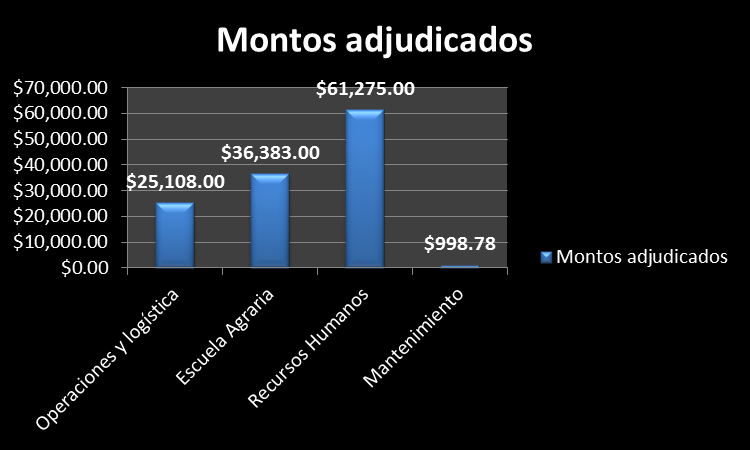 Montos adjudicados
$70,000.00
$60,000.00
$50,000.00
$40,000.00
$30,000.00
$20,000.00
$10,000.00
$0.00
$25,108.00
$36,383.00
$61,275.00
$998.78
Operaciones y logística
Escuela Agraria
Recursos Humanos
Mantenimiento
Montos adjudicados